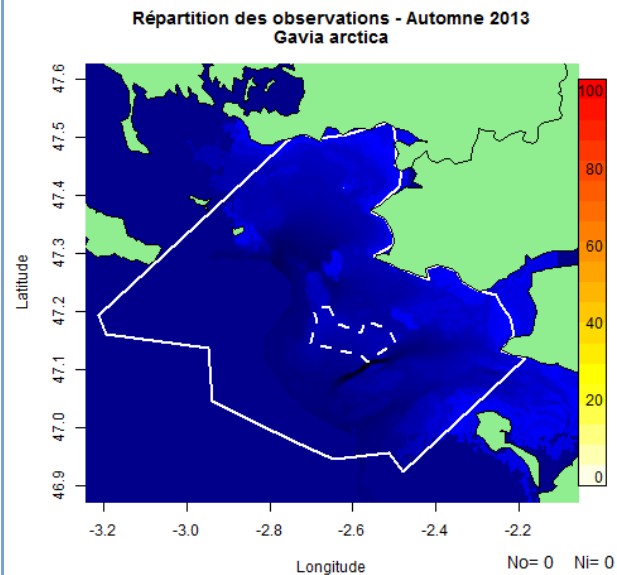 Répartition des observations - Automne 2013
Gavia arctica
47.6
47.5
47.4
47.3
47.2
47.1
47.0
46.9
Latitude
-3.2 -3.0 -2.8 -2.6 -2.4 -2.2
Longitude
100
80
60
40
20
0
No= 0 Ni= 0